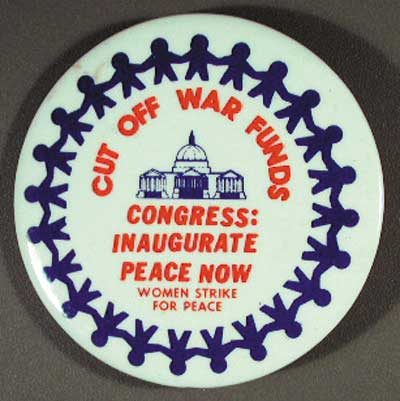 CUT OFF WAR FUNDS
CONGRESS:
INAUGURATE
PEACE NOW
WOMEN STRIKE
FOR PEACE